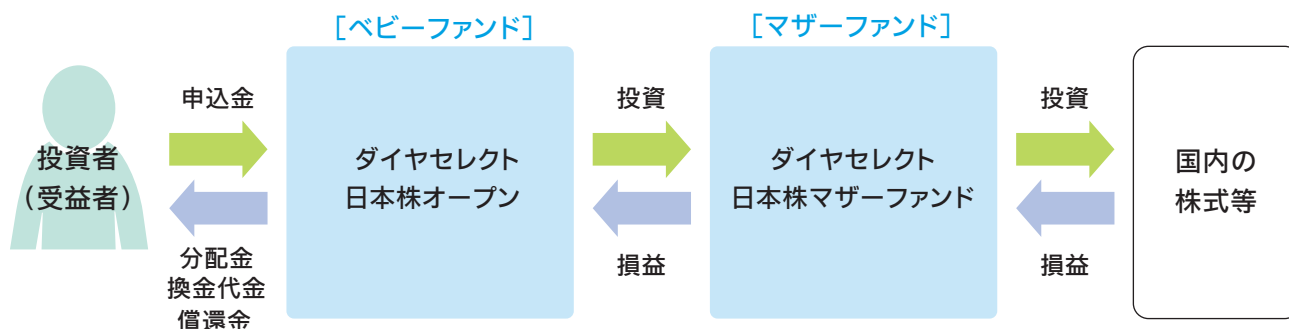 [ベビーファンド]
[マザーファンド]
申込金
投資
投資
投資者
(受益者)
ダイヤセレクト
日本株オープン
ダイヤセレクト
日本株マザーファンド
国内の
株式等
分配金
換金代金
償還金
損益
損益